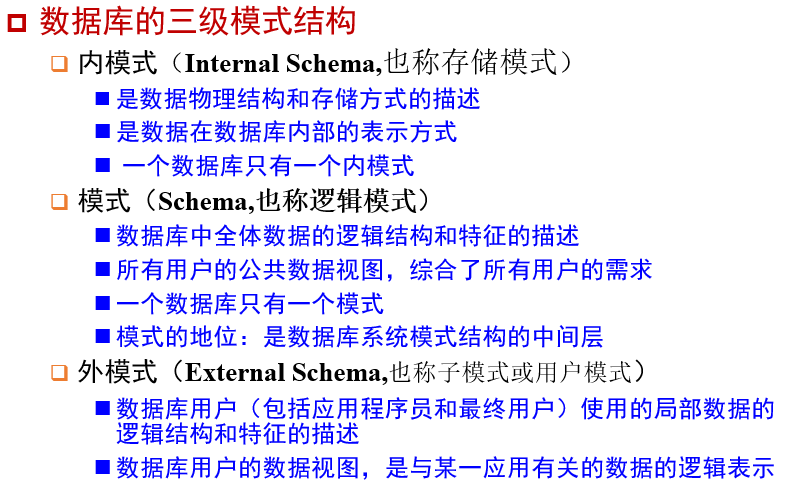 数据库的三级模式结构
内模式（Internal Schema,也称存储模式）
是数据物理结构和存储方式的描述
是数据在数据库内部的表示方式
一个数据库只有一个内模式
模式（Schema,也称逻辑模式）
数据库中全体数据的逻辑结构和特征的描述
所有用户的公共数据视图，综合了所有用户的需求
一个数据库只有一个模式
模式的地位：是数据库系统模式结构的中间层
外模式（External Schema,也称子模式或用户模式）
数据库用户（包括应用程序员和最终用户）使用的局部数据的
逻辑结构和特征的描述
数据库用户的数据视图，是与某一应用有关的数据的逻辑表示